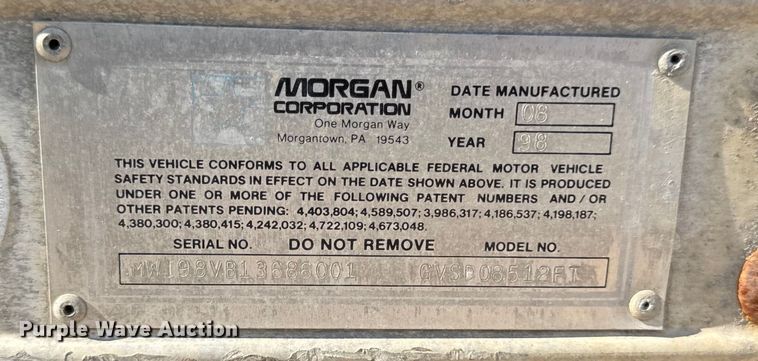 MORGAN®
CORPORATION
One Morgan Way
Morgantown, PA 19543
DATE MANUFACTURED
MONTH 08
YEAR 98
THIS VEHICLE CONFORMS TO ALL APPLICABLE FEDERAL MOTOR VEHICLE
SAFETY STANDARDS IN EFFECT ON THE DATE SHOWN ABOVE. IT IS PRODUCED
UNDER ONE OR MORE OF THE FOLLOWING PATENT NUMBERS AND/OR
OTHER PATENTS PENDING: 4,403,804; 4,589,507; 3,986,317; 4,186,537; 4,198,187;
4,380,300; 4,380,415; 4,242,032; 4,722,109; 4,673,048.
SERIAL NO. DO NOT REMOVE MODEL NO.
Purple Wave Auction